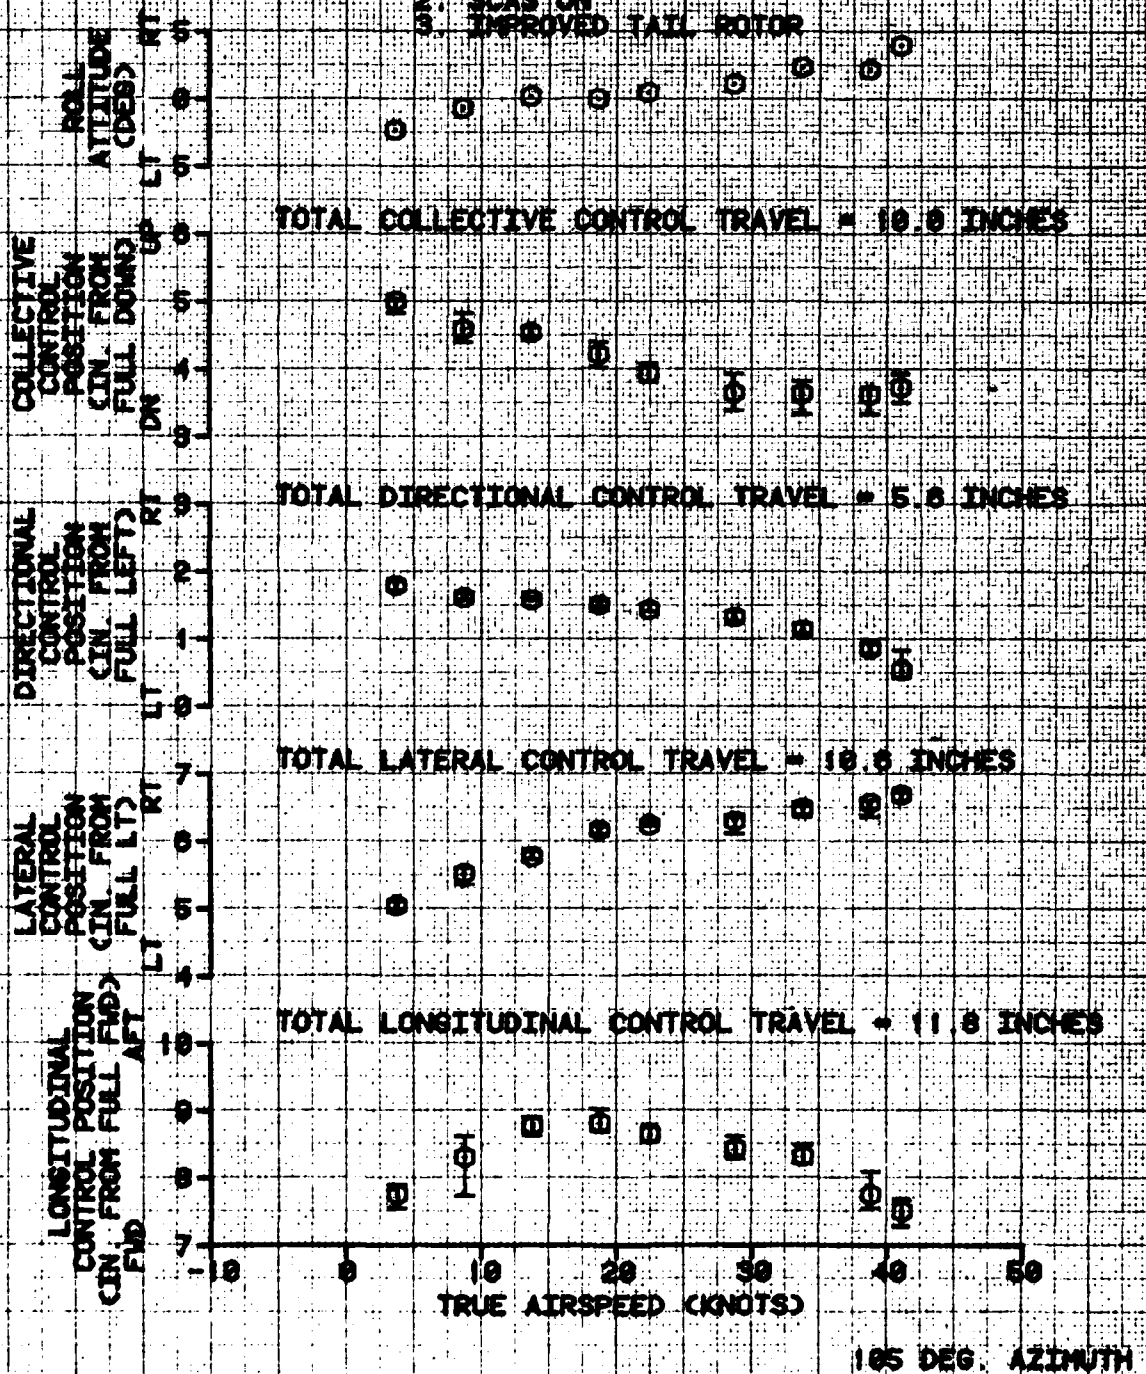 2. SCAS ON
3. IMPROVED TAIL ROTOR
ROLL
ATTITUDE
(DEG)
LT RT
5
0
5
TOTAL COLLECTIVE CONTROL TRAVEL = 10.0 INCHES
COLLECTIVE
CONTROL
POSITION
(IN. FROM
FULL DOWN)
DN UP
6
5
4
3
TOTAL DIRECTIONAL CONTROL TRAVEL = 5.6 INCHES
DIRECTIONAL
CONTROL
POSITION
(IN. FROM
FULL LEFT)
LT RT
3
2
1
0
TOTAL LATERAL CONTROL TRAVEL = 10.6 INCHES
LATERAL
CONTROL
POSITION
(IN. FROM
FULL LT)
LT RT
7
6
5
4
TOTAL LONGITUDINAL CONTROL TRAVEL = 11.8 INCHES
LONGITUDINAL
CONTROL POSITION
(IN. FROM FULL FWD)
FWD AFT
10
9
8
7
-10 0 10 20 30 40 50
TRUE AIRSPEED (KNOTS)
105 DEG. AZIMUTH